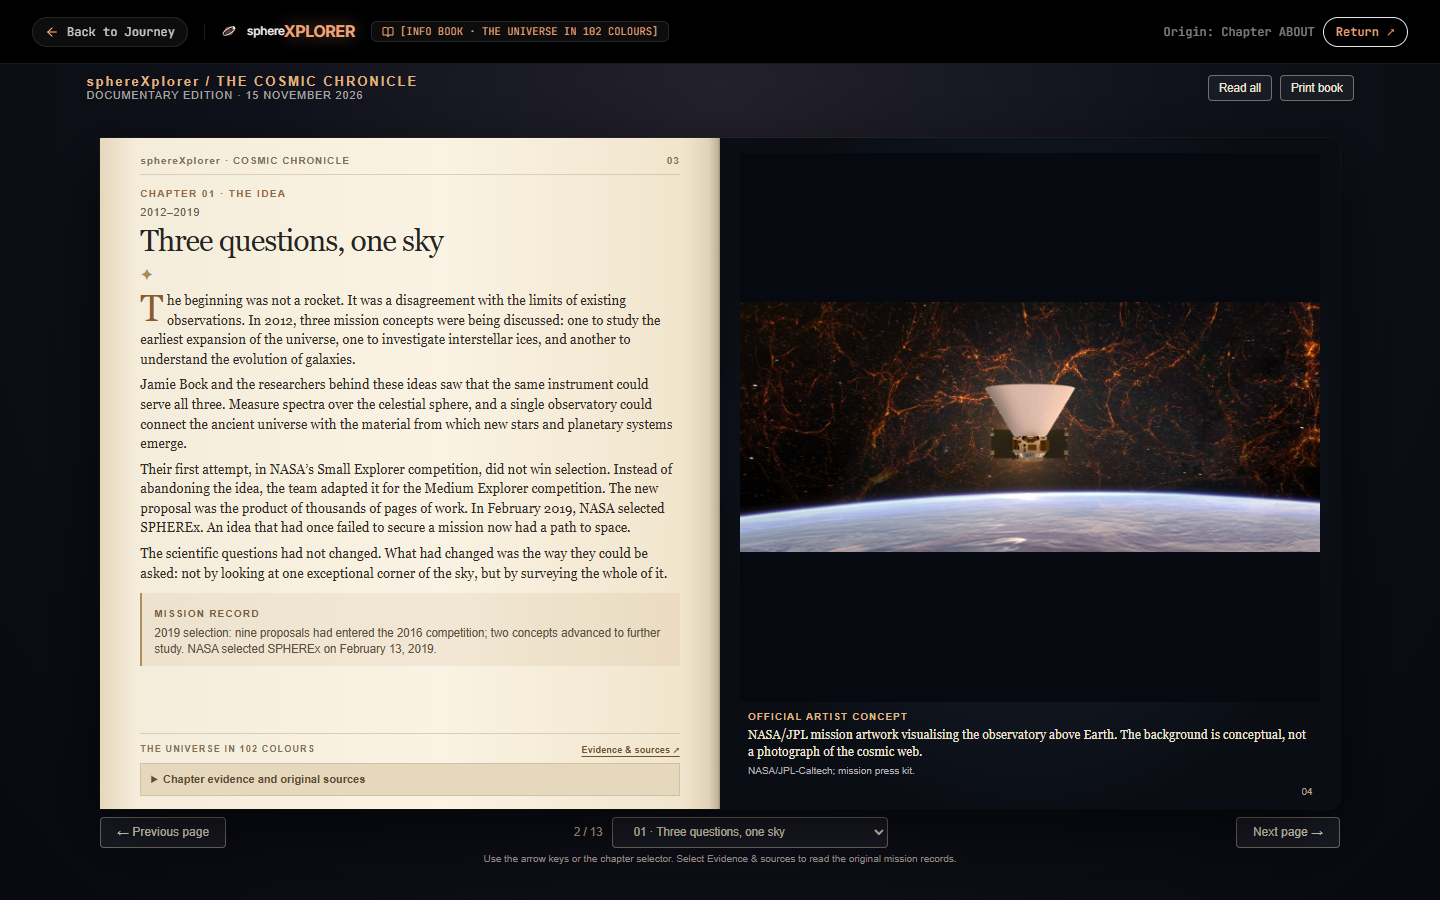 ← Back to Journey
sphereXPLORER
[INFO BOOK · THE UNIVERSE IN 102 COLOURS]
Origin: Chapter ABOUT
Return ↗
sphereXplorer / THE COSMIC CHRONICLE
DOCUMENTARY EDITION · 15 NOVEMBER 2026
Read all
Print book
sphereXplorer · COSMIC CHRONICLE
03
CHAPTER 01 · THE IDEA
2012–2019
Three questions, one sky
The beginning was not a rocket. It was a disagreement with the limits of existing
observations. In 2012, three mission concepts were being discussed: one to study the
earliest expansion of the universe, one to investigate interstellar ices, and another to
understand the evolution of galaxies.
Jamie Bock and the researchers behind these ideas saw that the same instrument could
serve all three. Measure spectra over the celestial sphere, and a single observatory could
connect the ancient universe with the material from which new stars and planetary systems
emerge.
Their first attempt, in NASA’s Small Explorer competition, did not win selection. Instead of
abandoning the idea, the team adapted it for the Medium Explorer competition. The new
proposal was the product of thousands of pages of work. In February 2019, NASA selected
SPHEREx. An idea that had once failed to secure a mission now had a path to space.
The scientific questions had not changed. What had changed was the way they could be
asked: not by looking at one exceptional corner of the sky, but by surveying the whole of it.
MISSION RECORD
2019 selection: nine proposals had entered the 2016 competition; two concepts advanced to further
study. NASA selected SPHEREx on February 13, 2019.
THE UNIVERSE IN 102 COLOURS
Evidence & sources ↗
▶ Chapter evidence and original sources
OFFICIAL ARTIST CONCEPT
NASA/JPL mission artwork visualising the observatory above Earth. The background is conceptual, not
a photograph of the cosmic web.
NASA/JPL-Caltech; mission press kit.
04
← Previous page
2 / 13
01 · Three questions, one sky
Next page →
Use the arrow keys or the chapter selector. Select Evidence & sources to read the original mission records.